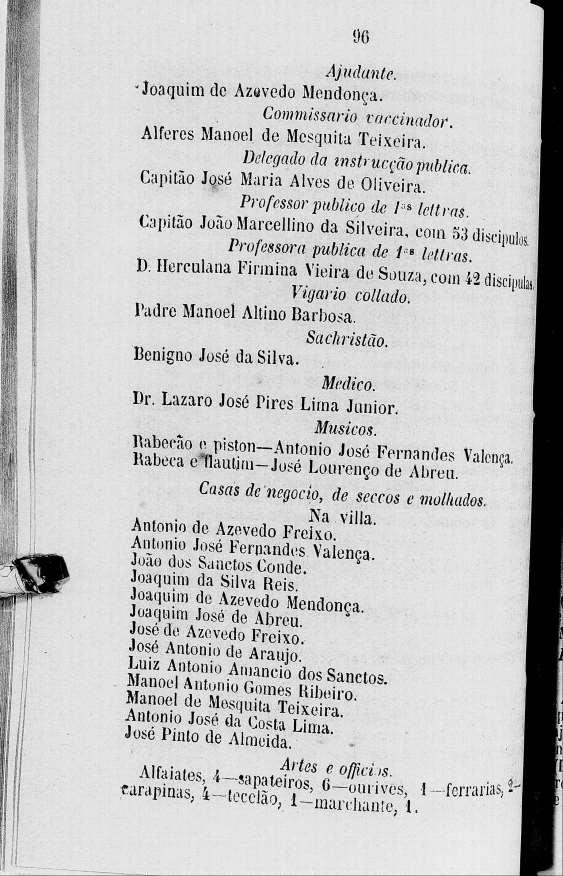 96
Ajudante.
Joaquim de Azevedo Mendonça.
Commissario vaccinador.
Alferes Manoel de Mesquita Teixeira.
Delegado da instrucção publica.
Capitão José Maria Alves de Oliveira.
Professor publico de 1.as lettras.
Capitão João Marcellino da Silveira, com 53 discipulos.
Professora publica de 1.as lettras.
D. Herculana Firmina Vieira de Souza, com 42 discipulas.
Vigario collado.
Padre Manoel Altino Barbosa.
Sachristão.
Benigno José da Silva.
Medico.
Dr. Lazaro José Pires Lima Junior.
Musicos.
Rabecão e piston—Antonio José Fernandes Valença.
Rabeca e flautim—José Lourenço de Abreu.
Casas de negocio, de seccos e molhados.
Na villa.
Antonio de Azevedo Freixo.
Antonio José Fernandes Valença.
João dos Sanctos Conde.
Joaquim da Silva Reis.
Joaquim de Azevedo Mendonça.
Joaquim José de Abreu.
José de Azevedo Freixo.
José Antonio de Araujo.
Luiz Antonio Amancio dos Sanctos.
Manoel Antonio Gomes Ribeiro.
Manoel de Mesquita Teixeira.
Antonio José da Costa Lima.
José Pinto de Almeida.
Artes e officios.
Alfaiates, 4—sapateiros, 6—ourives, 1—ferrarias, 2—
carapinas, 4—tecelão, 1—marchante, 1.